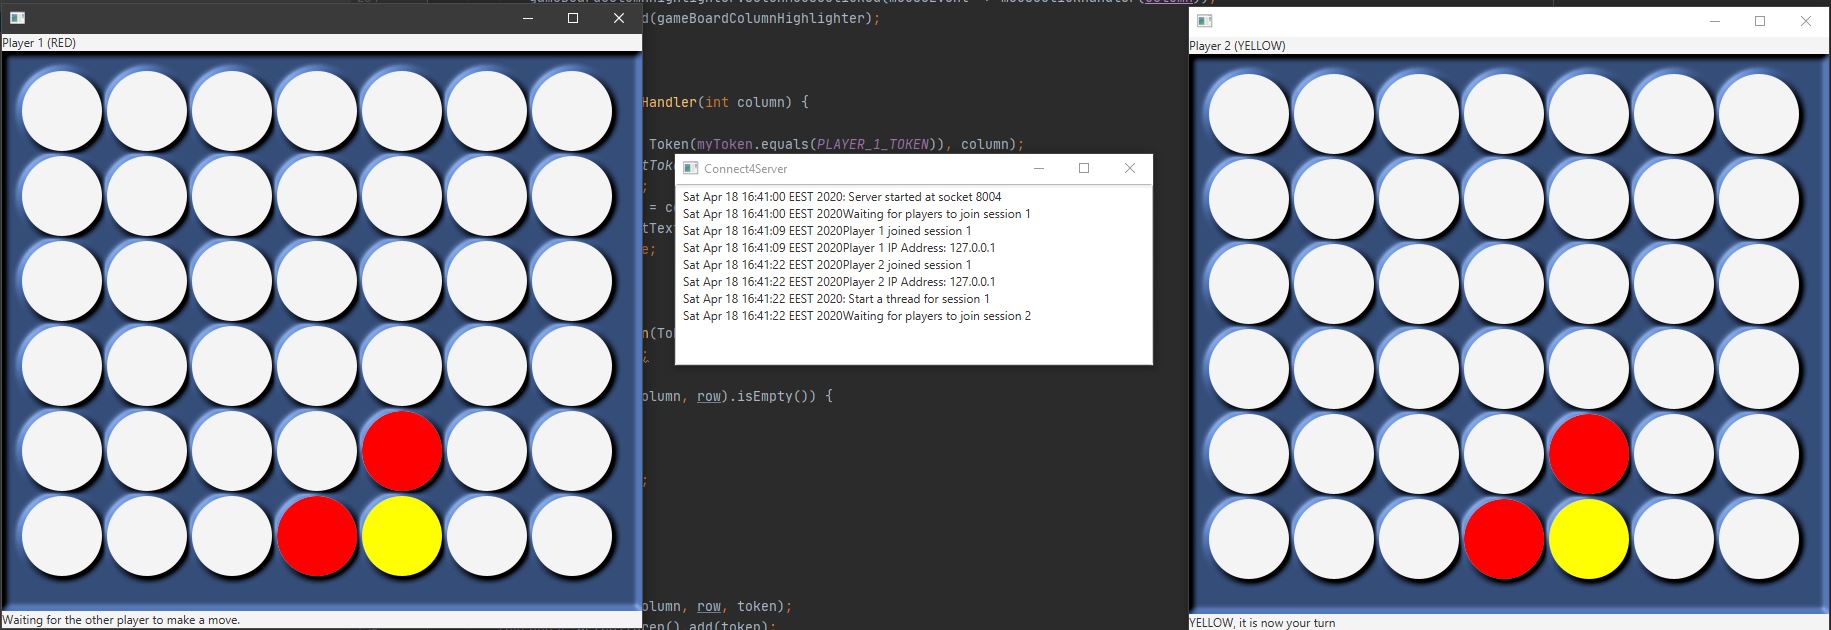 Player 1 (RED)
Waiting for the other player to make a move.
d(gameBoardColumnHighlighter);
Handler(int column) {
Token(myToken.equals(PLAYER_1_TOKEN)), column);
Connect4Server
Sat Apr 18 16:41:00 EEST 2020: Server started at socket 8004
Sat Apr 18 16:41:00 EEST 2020Waiting for players to join session 1
Sat Apr 18 16:41:09 EEST 2020Player 1 joined session 1
Sat Apr 18 16:41:09 EEST 2020Player 1 IP Address: 127.0.0.1
Sat Apr 18 16:41:22 EEST 2020Player 2 joined session 1
Sat Apr 18 16:41:22 EEST 2020Player 2 IP Address: 127.0.0.1
Sat Apr 18 16:41:22 EEST 2020: Start a thread for session 1
Sat Apr 18 16:41:22 EEST 2020Waiting for players to join session 2
tToke
;
= co
tText
e;
n(Tok
;
olumn, row).isEmpty()) {
;
olumn, row, token);
add(token);
Player 2 (YELLOW)
YELLOW, it is now your turn